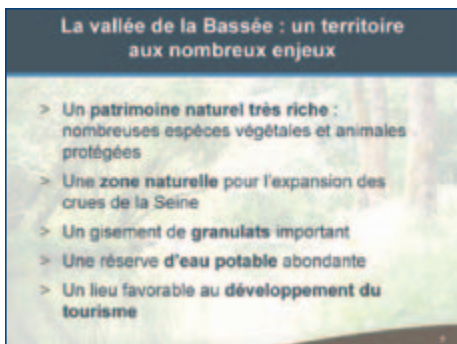 La vallée de la Bassée : un territoire
aux nombreux enjeux
> Un patrimoine naturel très riche :
nombreuses espèces végétales et animales
protégées
> Une zone naturelle pour l'expansion des
crues de la Seine
> Un gisement de granulats important
> Une réserve d'eau potable abondante
> Un lieu favorable au développement du
tourisme